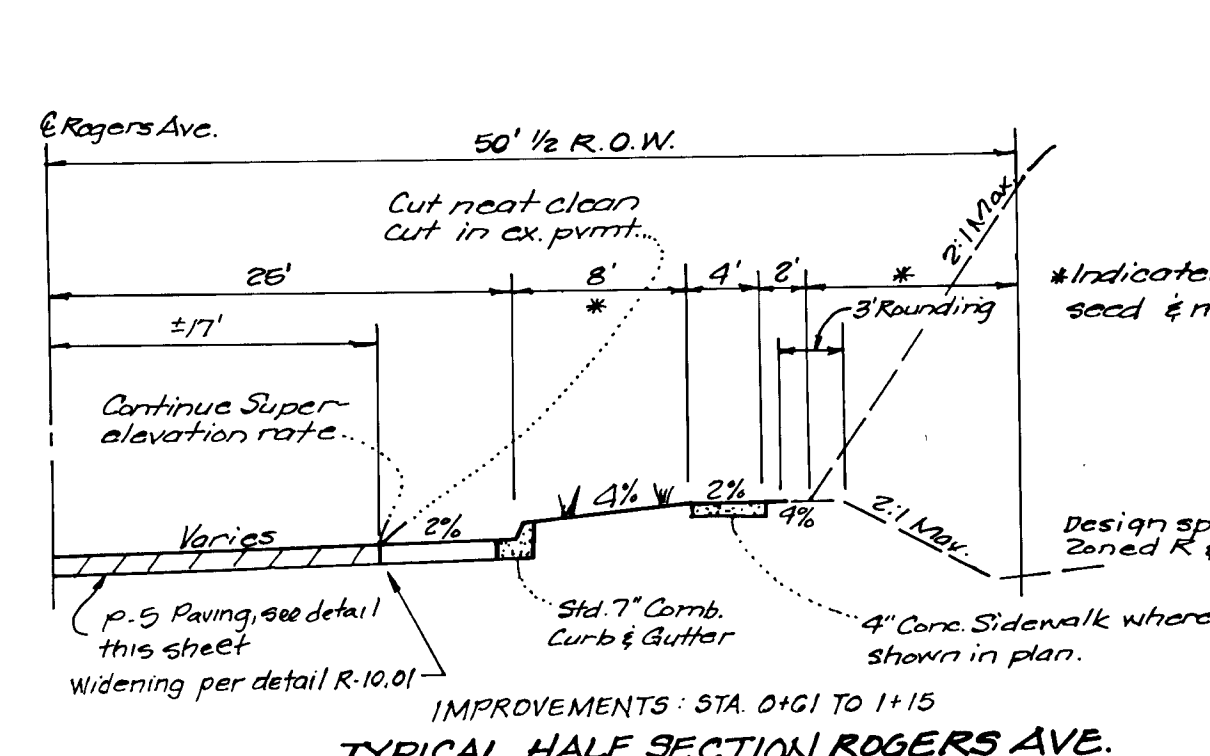 ℄ Rogers Ave.
50' 1/2 R.O.W.
Cut neat clean
cut in ex. pvmt.
2:1 Max.
8'
4'
2'
*
*
*Indicate
seed & m
3' Rounding
±17'
Continue Super-
elevation rate
Varies
2%
4%
2%
4%
2:1 Max.
Design sp
Zoned R &
P-5 Paving, see detail
this sheet
Widening per detail R-10.01
Std. 7" Comb.
Curb & Gutter
4" Conc. Sidewalk where
shown in plan.
IMPROVEMENTS: STA. 0+61 TO 1+15
TYPICAL HALF SECTION ROGERS AVE.